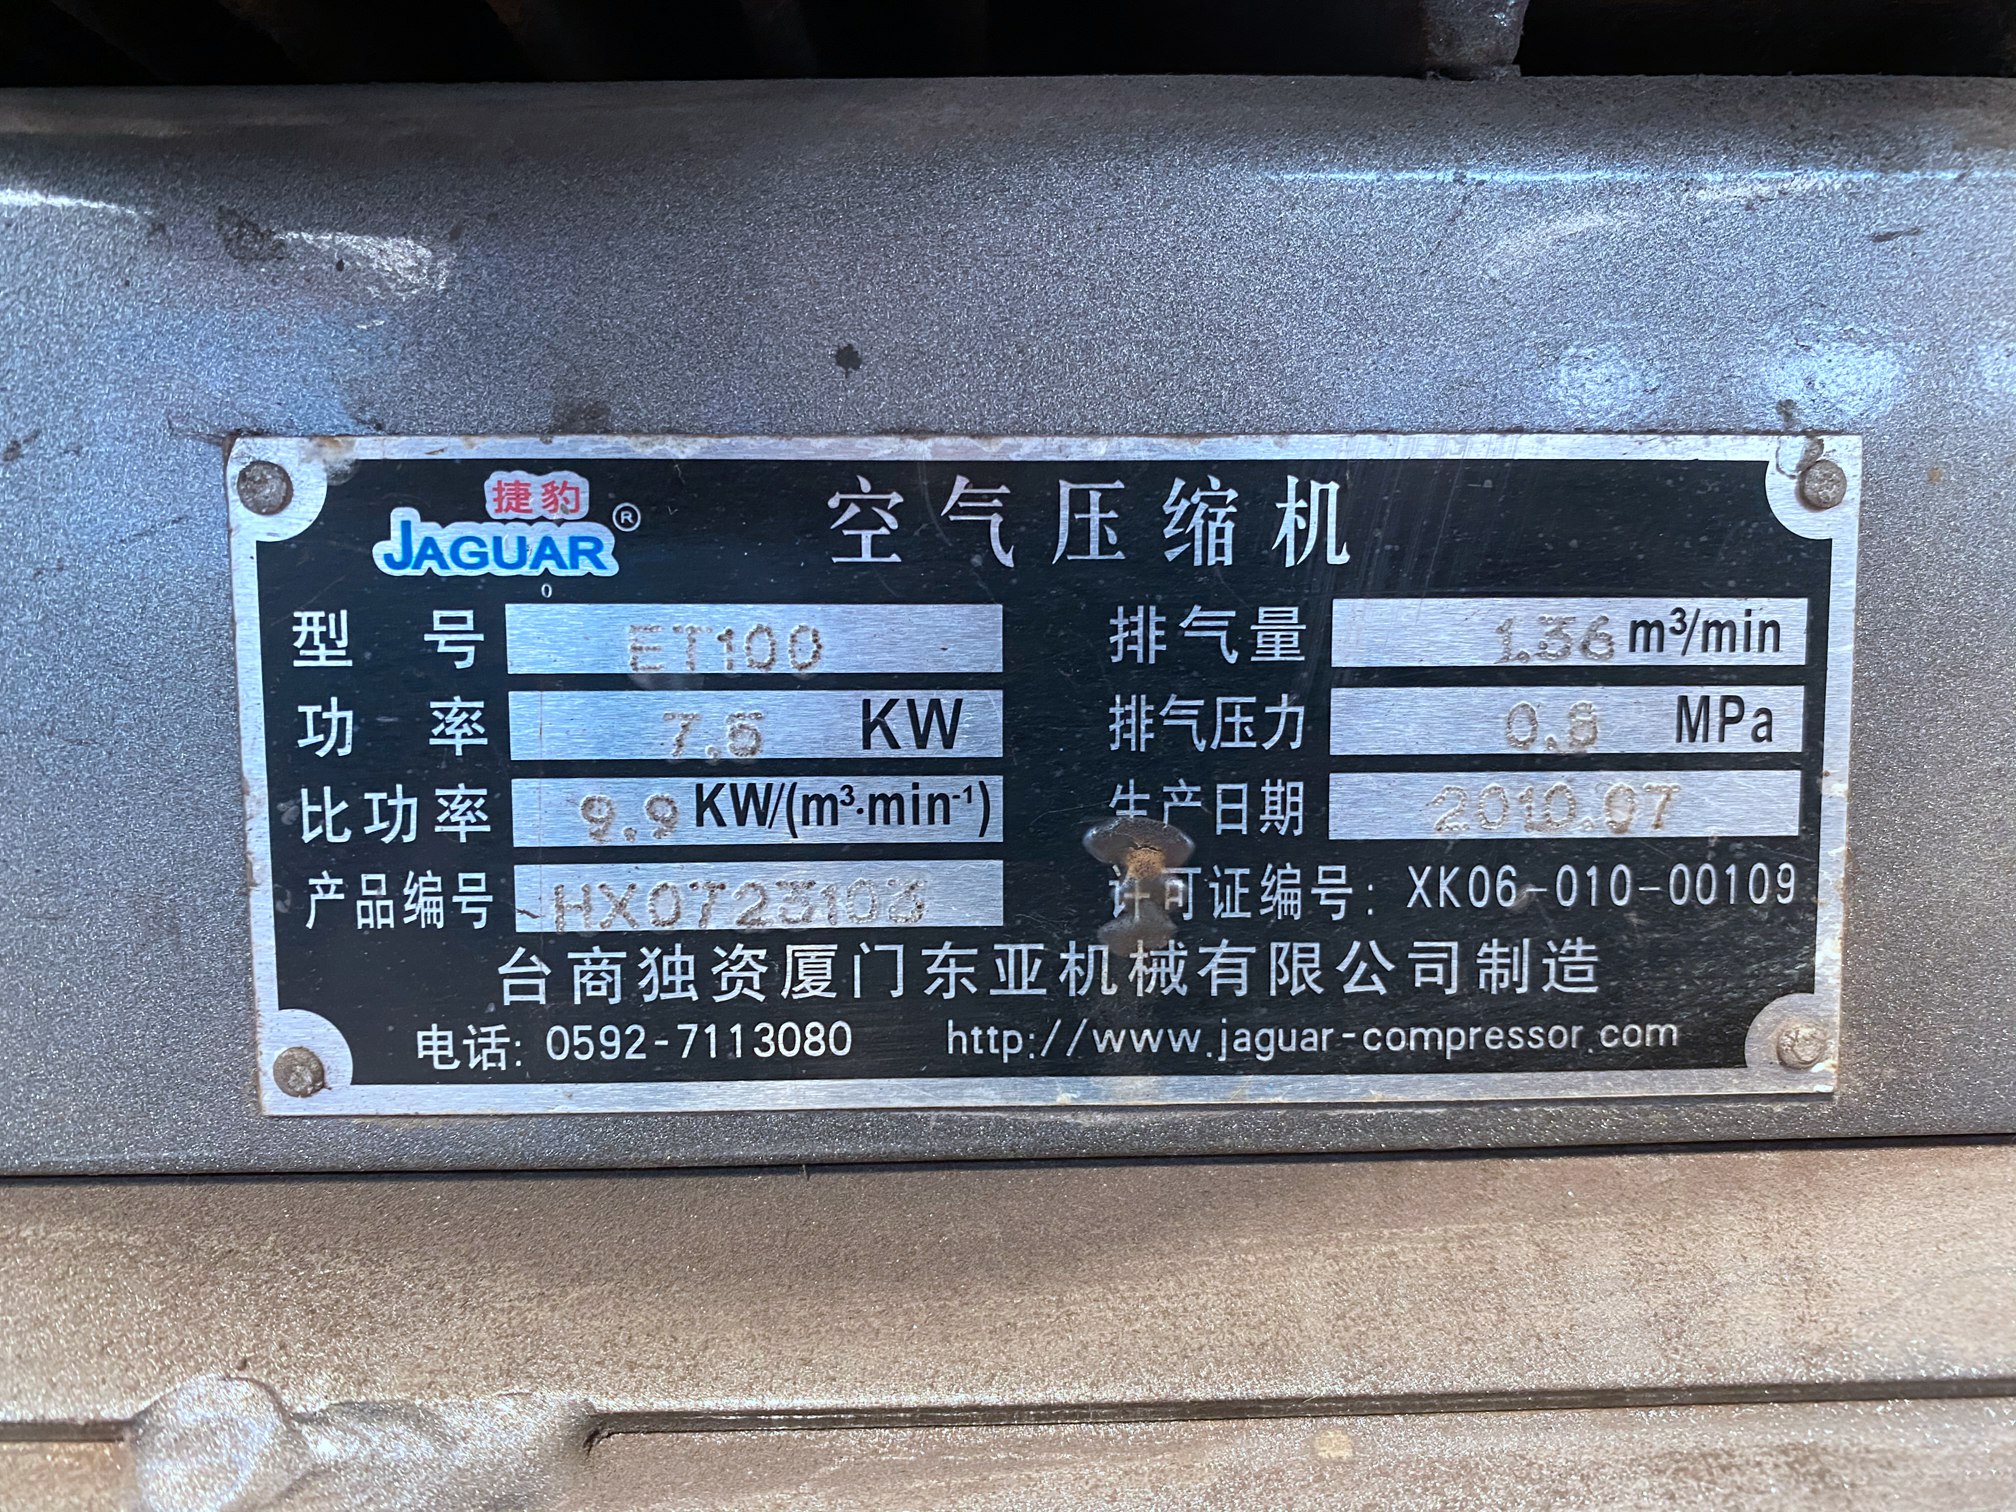 捷豹
JAGUAR ®
空气压缩机
型号 ET100
排气量 1.36 m³/min
功率 7.5 KW
排气压力 0.8 MPa
比功率 9.9 KW/(m³·min⁻¹)
生产日期 2010.07
产品编号 HX0723103
许可证编号: XK06-010-00109
台商独资厦门东亚机械有限公司制造
电话: 0592-7113080 http://www.jaguar-compressor.com